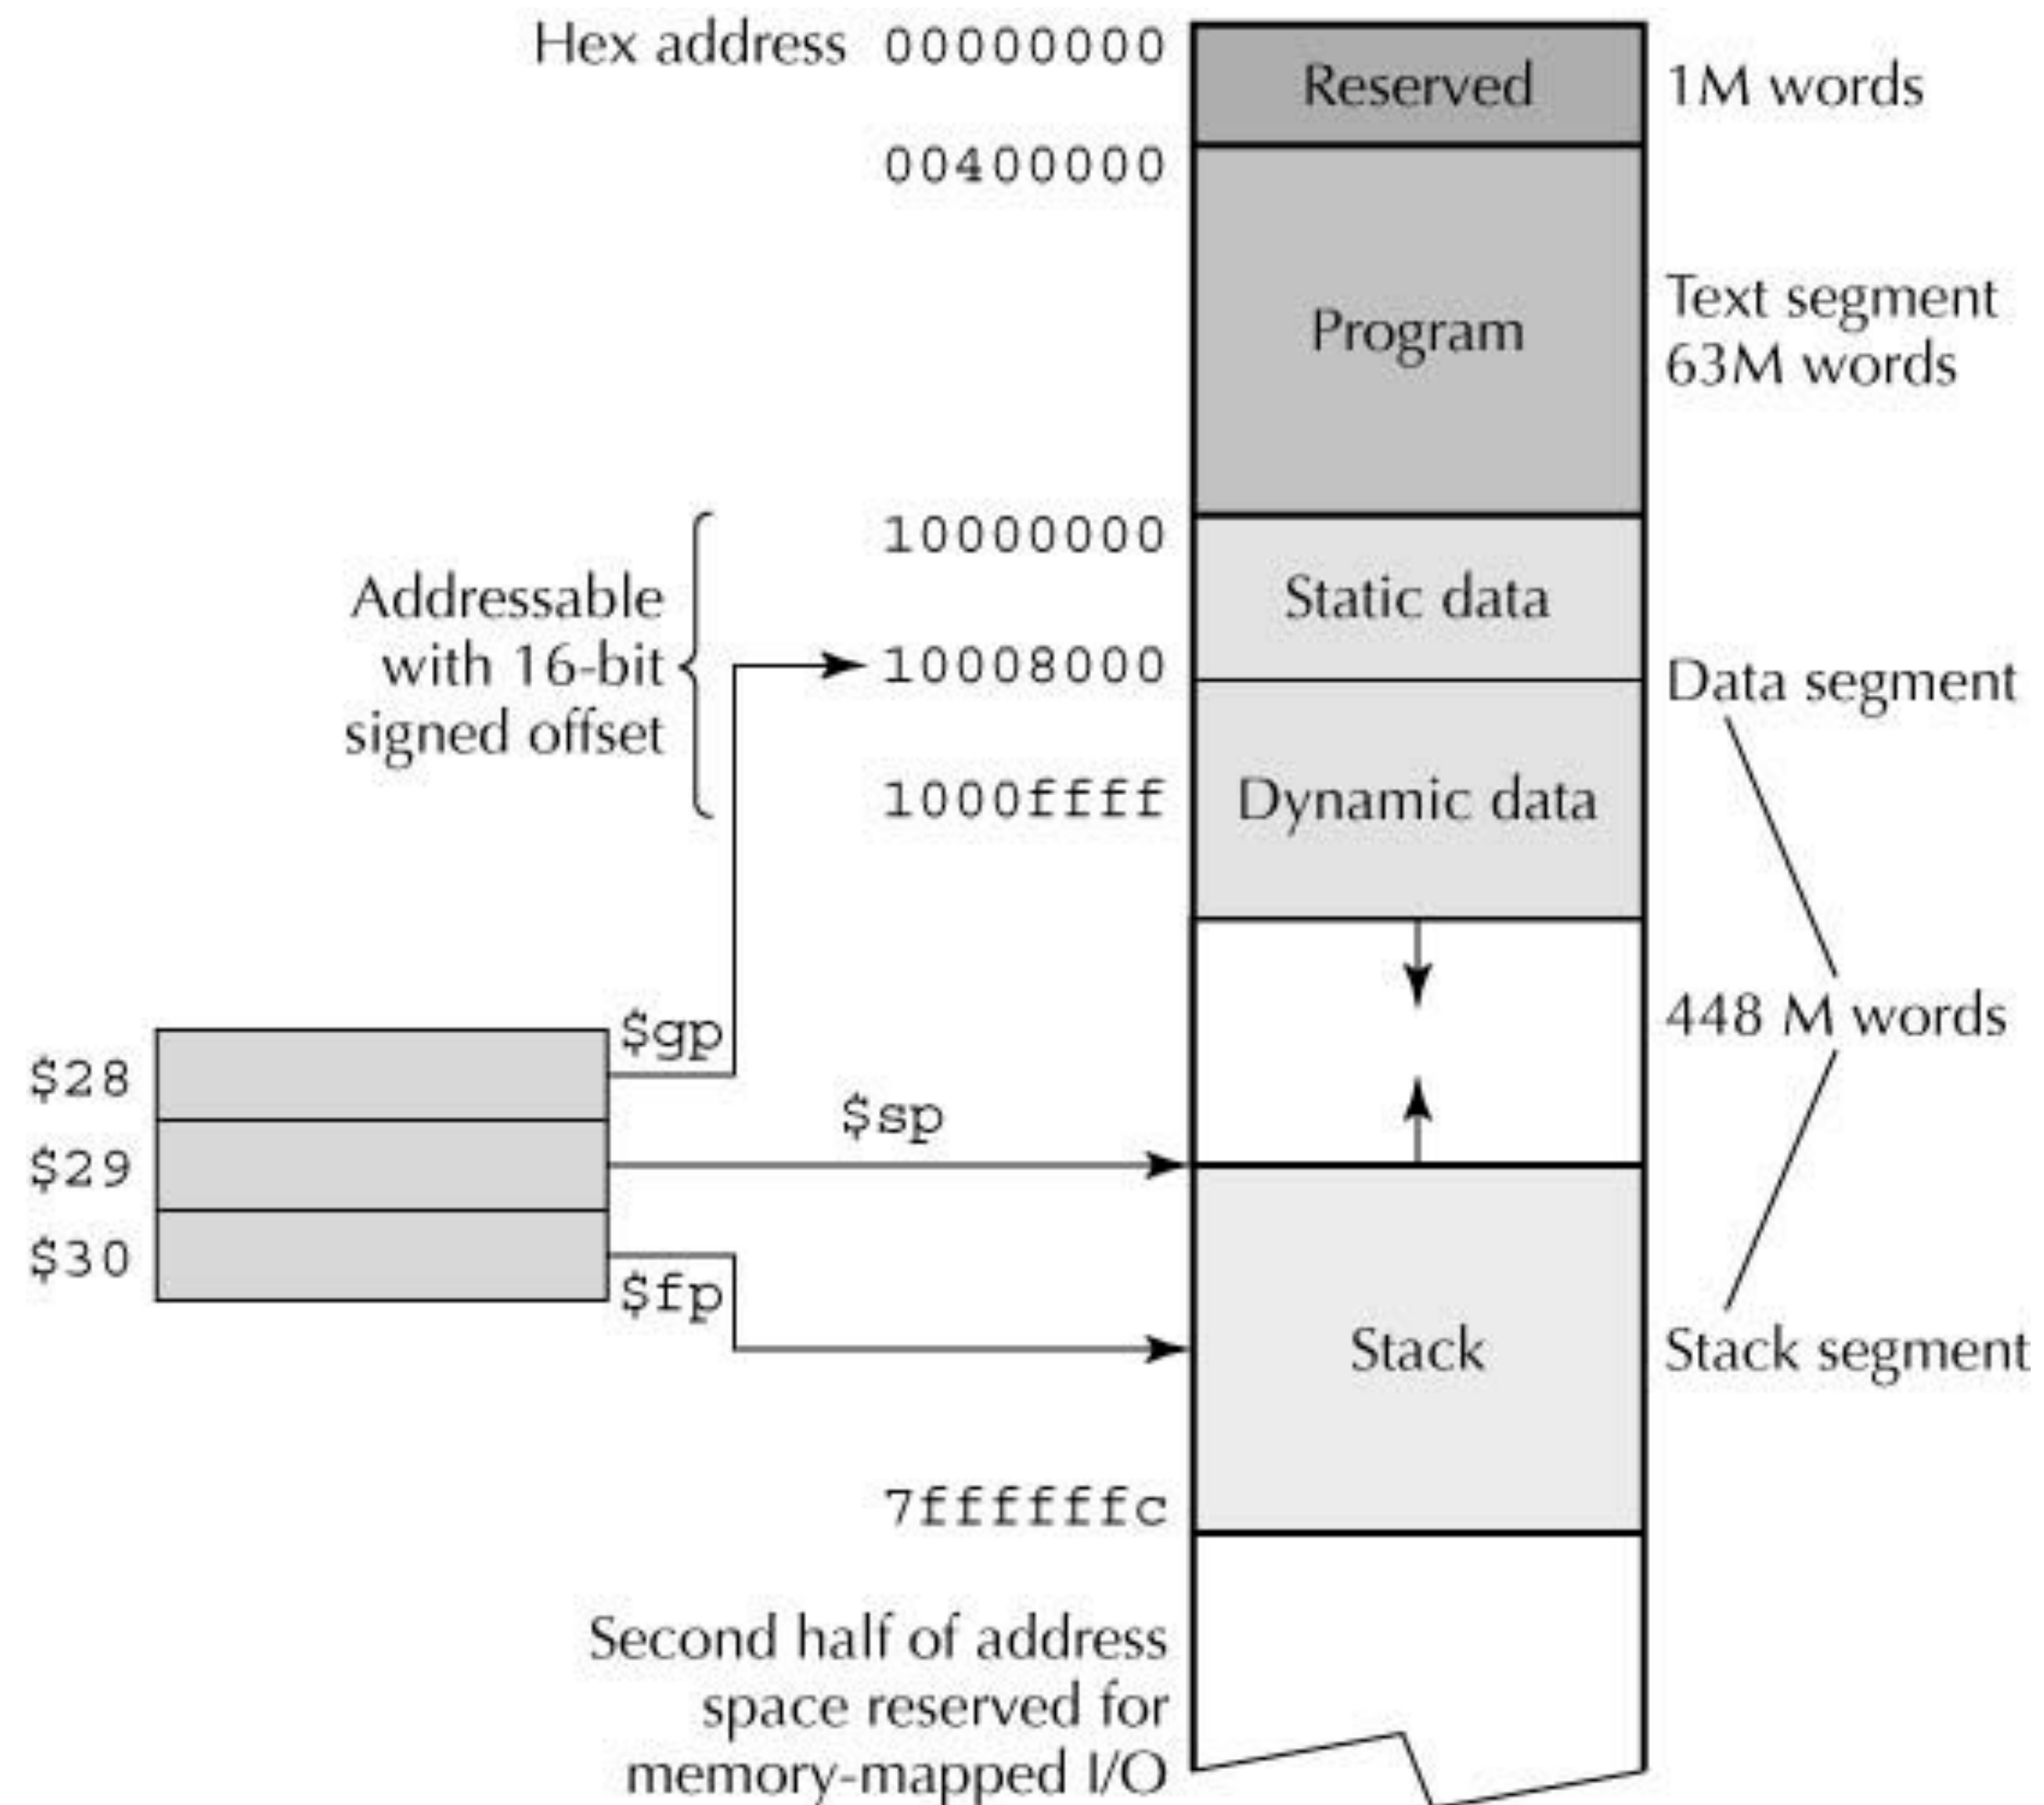 Hex address 00000000
Reserved
1M words
00400000
Program
Text segment
63M words
10000000
Static data
Addressable
with 16-bit
signed offset
10008000
Data segment
1000ffff
Dynamic data
448 M words
$gp
$28
$sp
$29
$30
$fp
Stack
Stack segment
7ffffffc
Second half of address
space reserved for
memory-mapped I/O